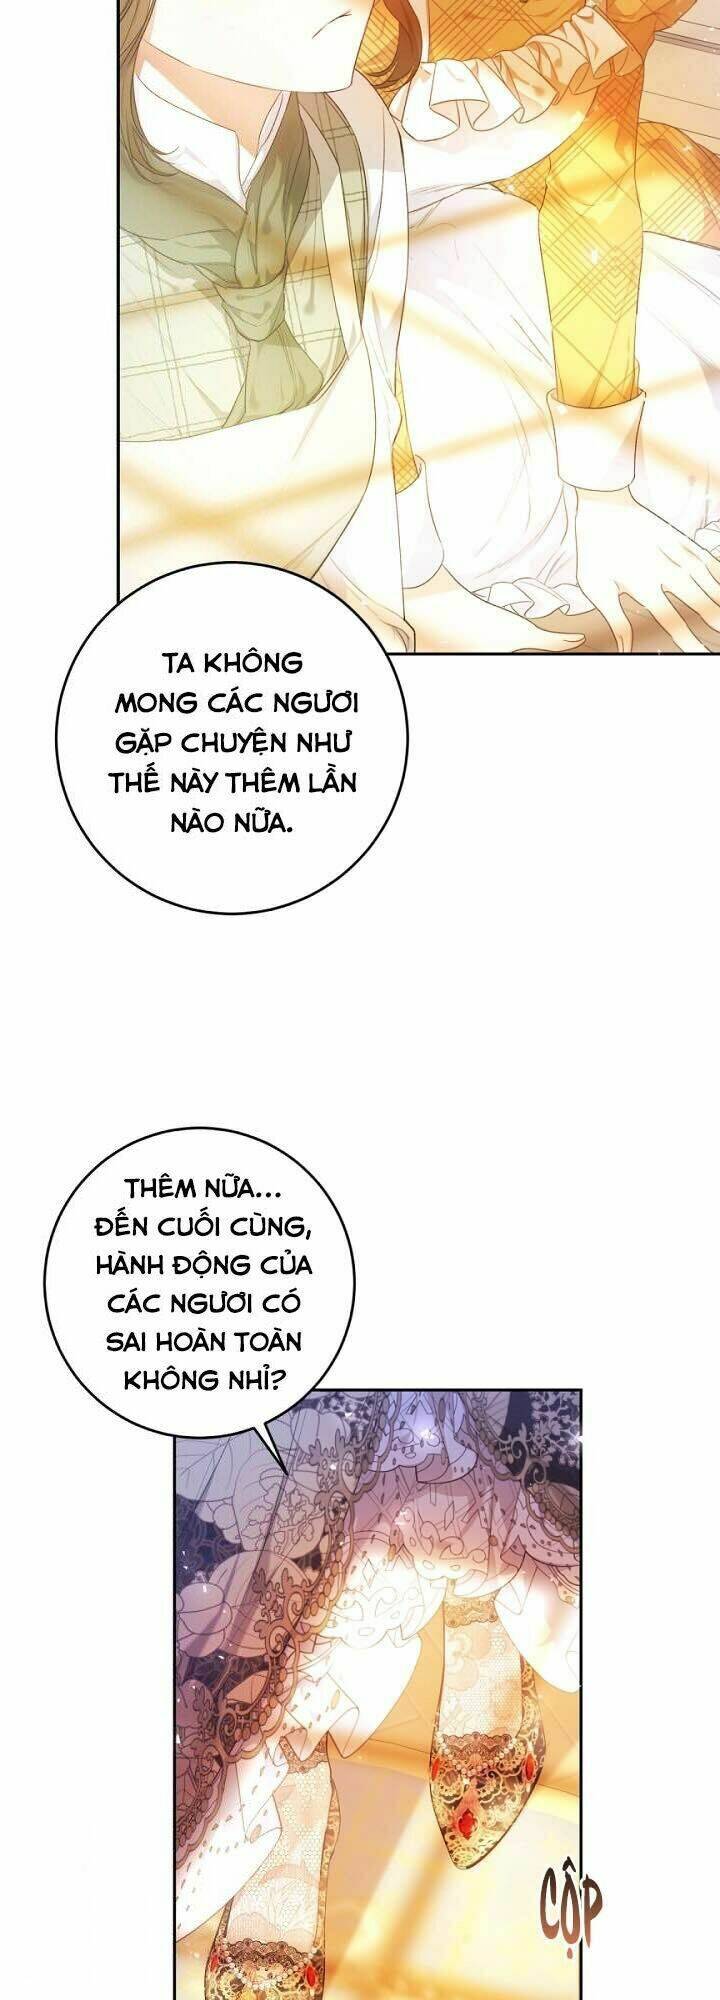 TA KHÔNG
MONG CÁC NGƯƠI
GẶP CHUYỆN NHƯ
THẾ NÀY THÊM LẦN
NÀO NỮA.
THÊM NỮA...
ĐẾN CUỐI CÙNG,
HÀNH ĐỘNG CỦA
CÁC NGƯƠI CÓ
SAI HOÀN TOÀN
KHÔNG NHỈ?
CỘP